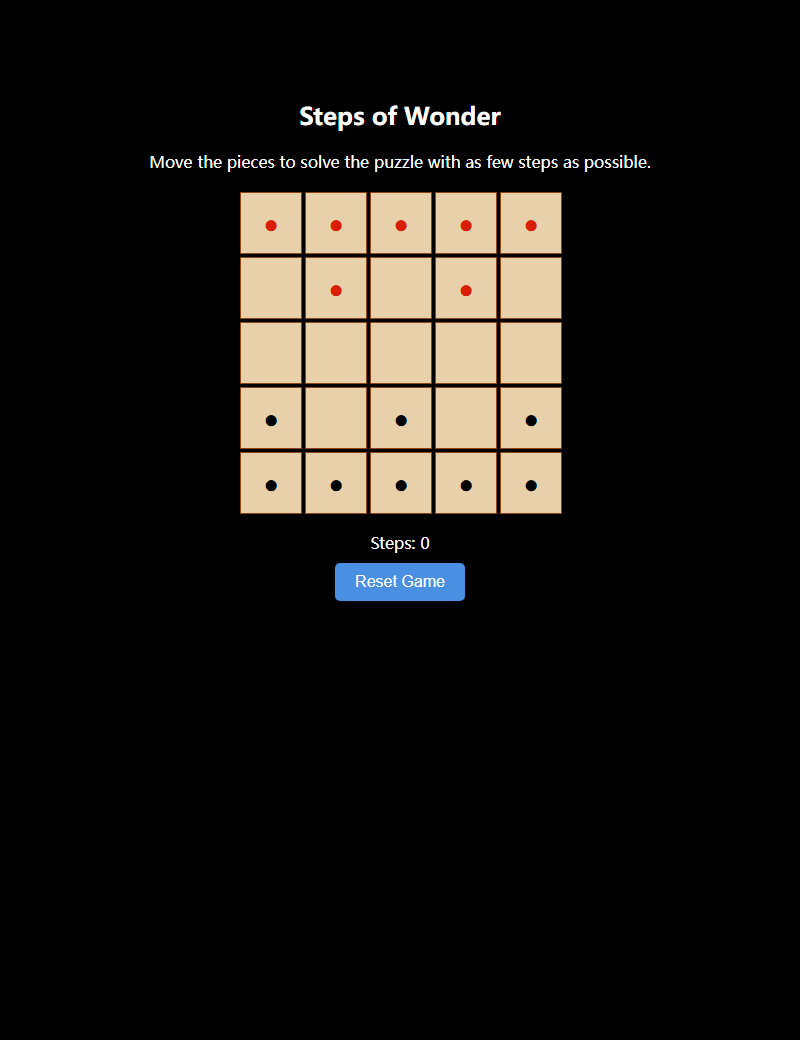 Steps of Wonder
Move the pieces to solve the puzzle with as few steps as possible.
Steps: 0
Reset Game